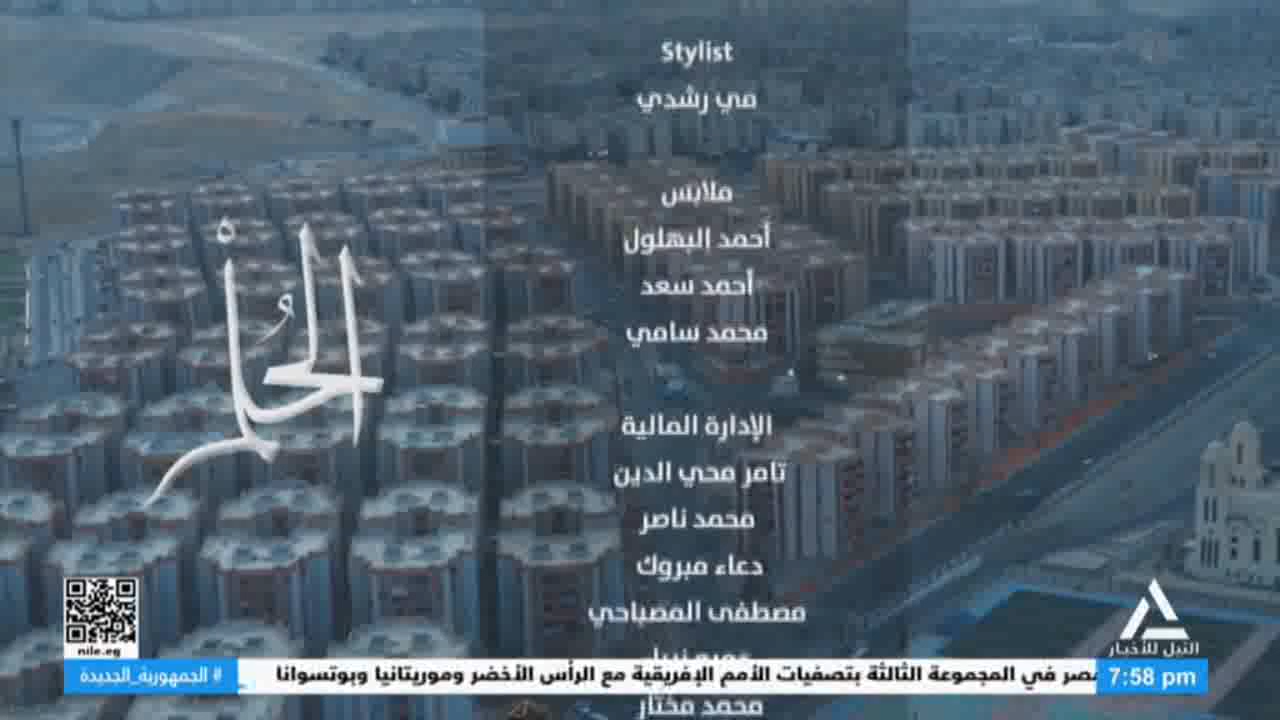 Stylist
مي رشدي
ملابس
أحمد البهلول
أحمد سعد
محمد سامي
الحلم
الإدارة المالية
تامر محي الدين
محمد ناصر
دعاء مبروك
مصطفى المصباحي
nile.eg
النيل للأخبار
# الجمهورية_الجديدة
في المجموعة الثالثة بتصفيات الأمم الإفريقية مع الرأس الأخضر وموريتانيا وبوتسوانا
7:58 pm
محمد مختار